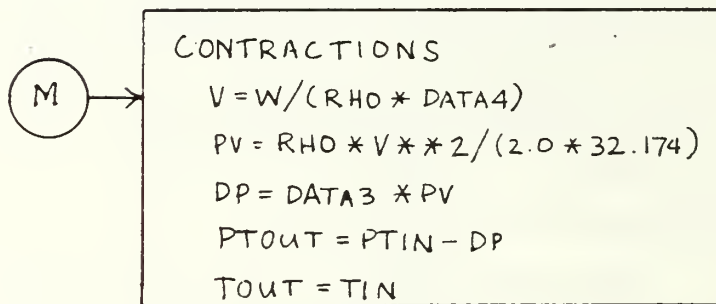 M
CONTRACTIONS
V = W/(RHO * DATA4)
PV = RHO * V * * 2/(2.0 * 32.174)
DP = DATA3 * PV
PTOUT = PTIN - DP
TOUT = TIN